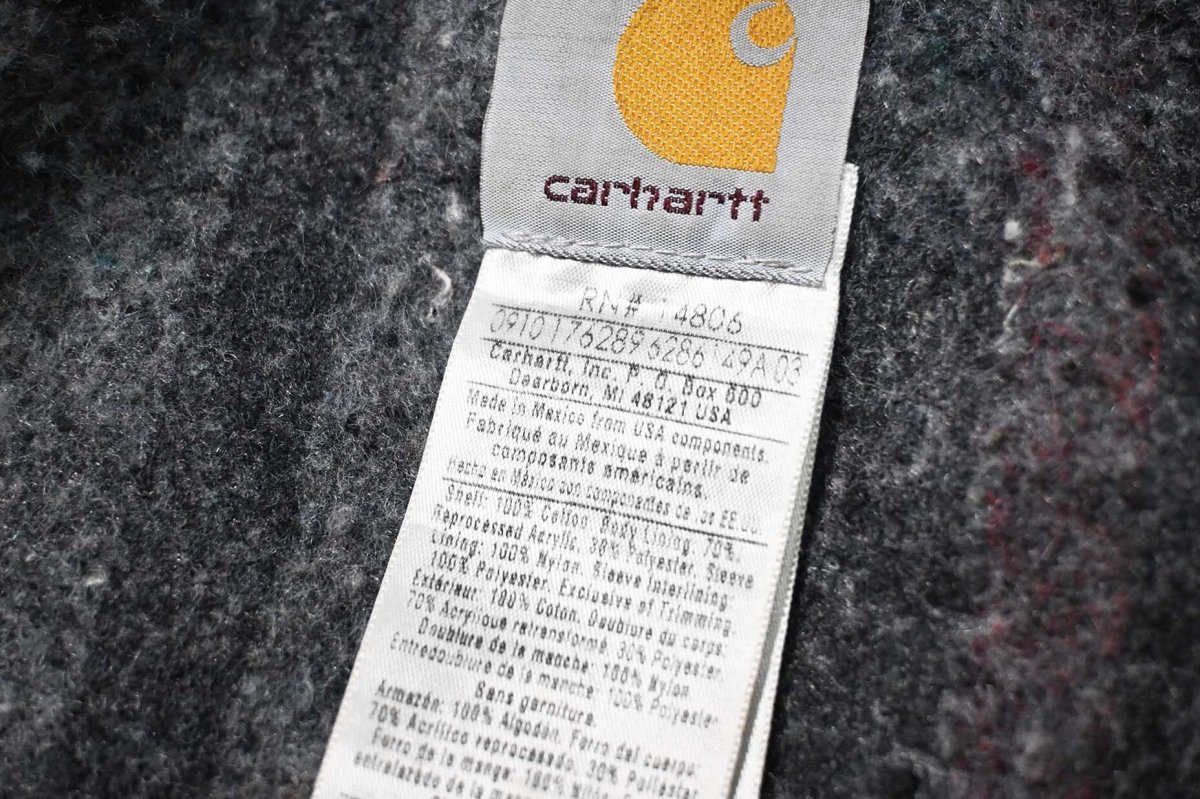 carhartt
RN# 14806
0910176289 6286 149A 03
Carhartt, Inc. P. O. Box 600
Dearborn, MI 48121 USA
Made in Mexico from USA components.
Fabriqué au Mexique à partir de
composants américains.
Hecho en México con componentes de los EE.UU.
Shell: 100% Cotton. Body Lining: 70%
Reprocessed Acrylic, 30% Polyester. Sleeve
Lining: 100% Nylon. Sleeve Interlining
100% Polyester. Exclusive of Trimming.
Extérieur: 100% Coton. Doublure du corps:
70% Acrylique retransformé, 30% Polyester.
Doublure de la manche: 100% Nylon
Entredoublure de la manche: 100% Polyester
Sans garniture.
Armazón: 100% Algodón. Forro del cuerpo:
70% Acrílico reprocesado, 30% Poliéster
Forro de la manga: 100%
entrelazado de la